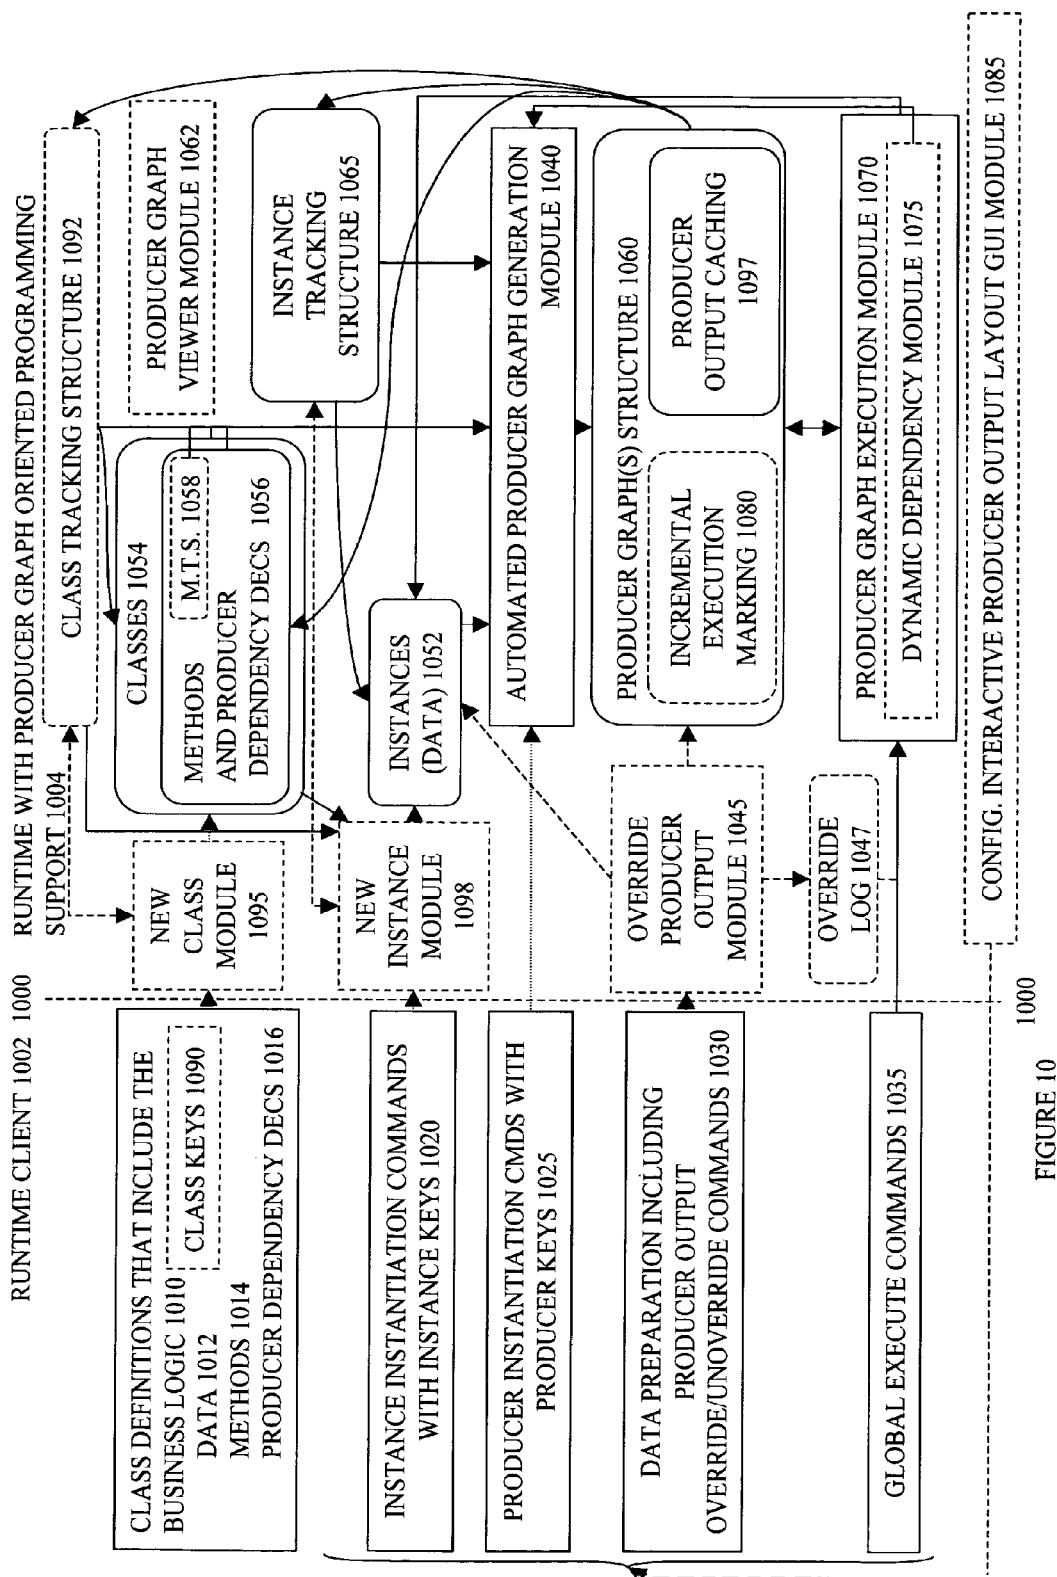 RUNTIME CLIENT 1002
1000
RUNTIME WITH PRODUCER GRAPH ORIENTED PROGRAMMING
SUPPORT 1004
CLASS DEFINITIONS THAT INCLUDE THE
BUSINESS LOGIC 1010
CLASS KEYS 1090
DATA 1012
METHODS 1014
PRODUCER DEPENDENCY DECS 1016
INSTANCE INSTANTIATION COMMANDS
WITH INSTANCE KEYS 1020
PRODUCER INSTANTIATION CMDS WITH
PRODUCER KEYS 1025
DATA PREPARATION INCLUDING
PRODUCER OUTPUT
OVERRIDE/UNOVERRIDE COMMANDS 1030
GLOBAL EXECUTE COMMANDS 1035
NEW
CLASS
MODULE
1095
NEW
INSTANCE
MODULE
1098
OVERRIDE
PRODUCER
OUTPUT
MODULE 1045
OVERRIDE
LOG 1047
CLASS TRACKING STRUCTURE 1092
CLASSES 1054
M.T.S. 1058
METHODS
AND PRODUCER
DEPENDENCY DECS 1056
PRODUCER GRAPH
VIEWER MODULE 1062
INSTANCE
TRACKING
STRUCTURE 1065
INSTANCES
(DATA) 1052
AUTOMATED PRODUCER GRAPH GENERATION
MODULE 1040
PRODUCER GRAPH(S) STRUCTURE 1060
INCREMENTAL
EXECUTION
MARKING 1080
PRODUCER
OUTPUT CACHING
1097
PRODUCER GRAPH EXECUTION MODULE 1070
DYNAMIC DEPENDENCY MODULE 1075
CONFIG. INTERACTIVE PRODUCER OUTPUT LAYOUT GUI MODULE 1085
1000
FIGURE 10